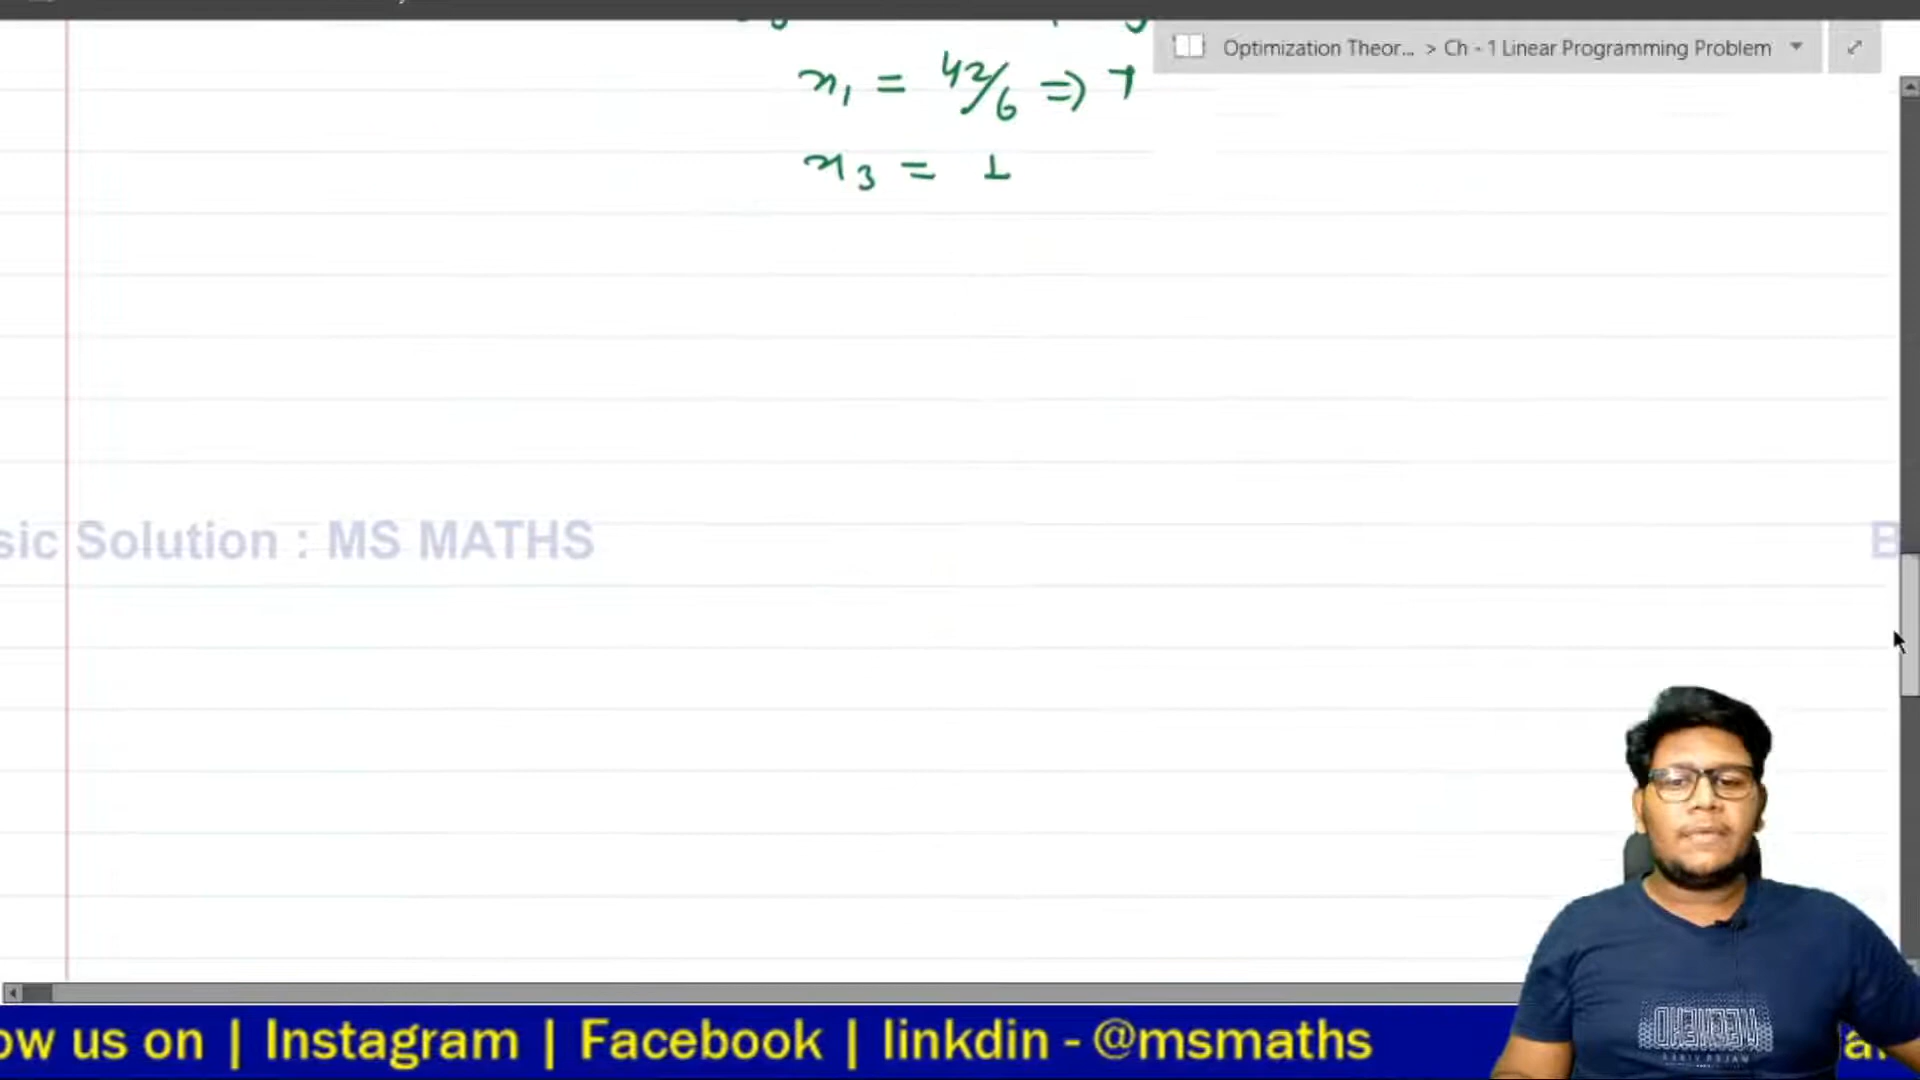 Optimization Theor... > Ch - 1 Linear Programming Problem
x₁ = 42/6 ⇒ 7
x₃ = 1
sic Solution : MS MATHS
B
ow us on | Instagram | Facebook | linkdin - @msmaths